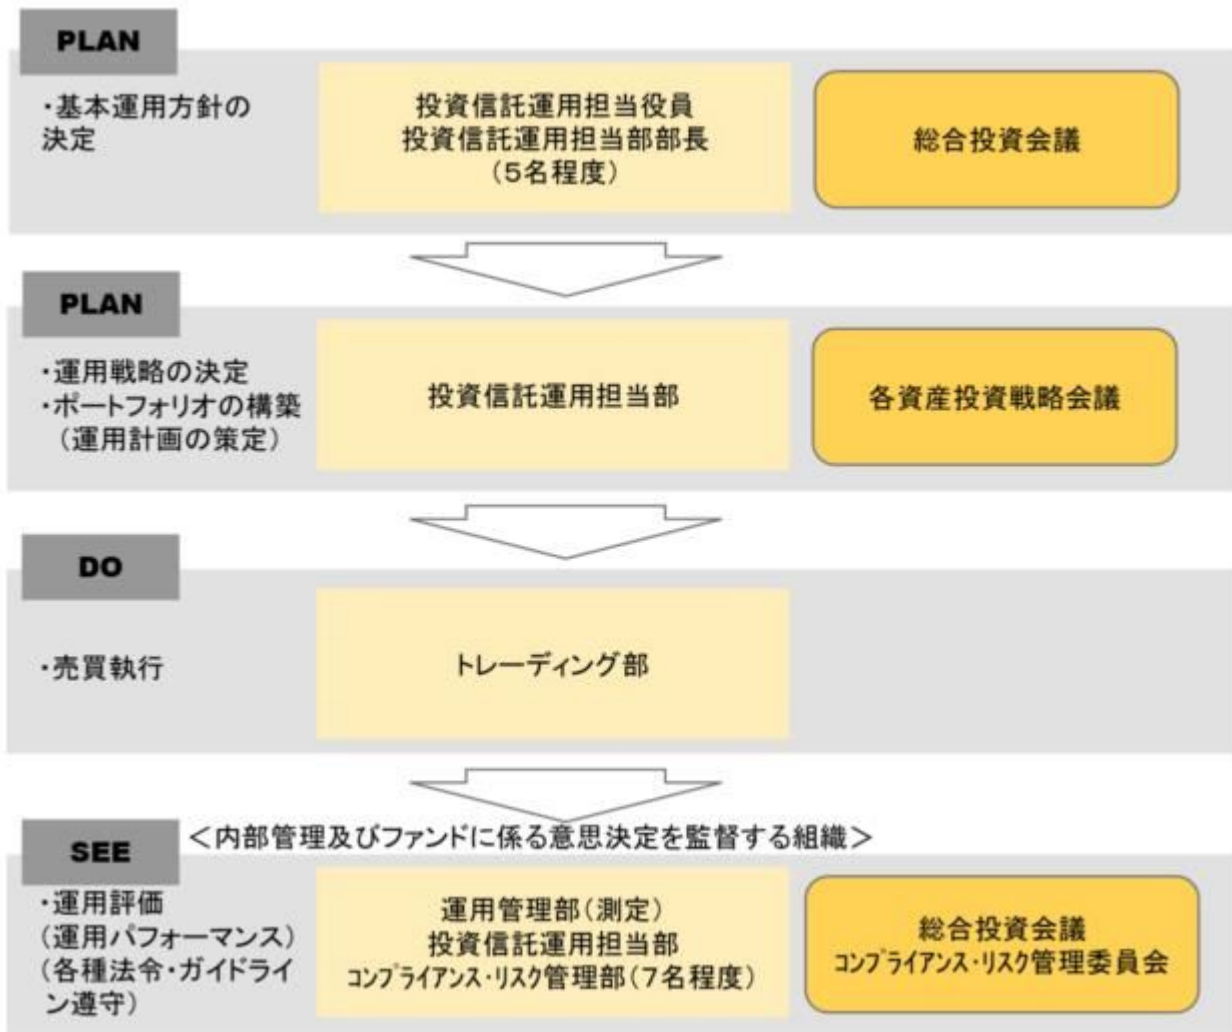 PLAN
・基本運用方針の
決定
投資信託運用担当役員
投資信託運用担当部部長
(5名程度)
総合投資会議
PLAN
・運用戦略の決定
・ポートフォリオの構築
(運用計画の策定)
投資信託運用担当部
各資産投資戦略会議
DO
・売買執行
トレーディング部
SEE
＜内部管理及びファンドに係る意思決定を監督する組織＞
・運用評価
(運用パフォーマンス)
(各種法令・ガイドライ
ン遵守)
運用管理部(測定)
投資信託運用担当部
ｺﾝﾌﾟﾗｲｱﾝｽ・ﾘｽｸ管理部(7名程度)
総合投資会議
ｺﾝﾌﾟﾗｲｱﾝｽ・ﾘｽｸ管理委員会